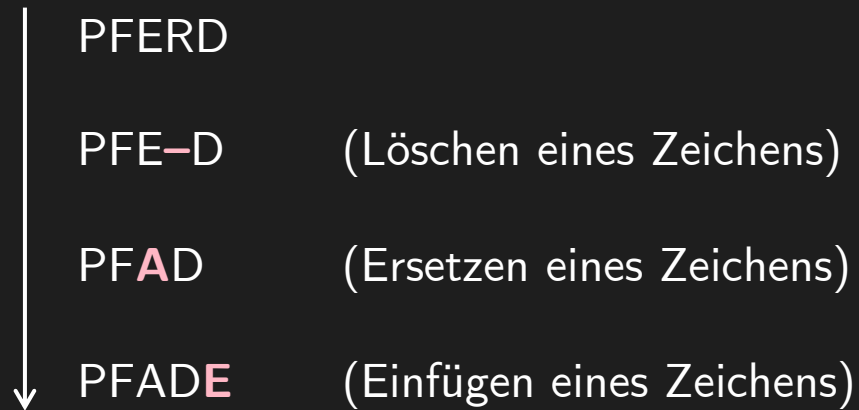 PFERD
PFE–D (Löschen eines Zeichens)
PFAD (Ersetzen eines Zeichens)
PFADE (Einfügen eines Zeichens)